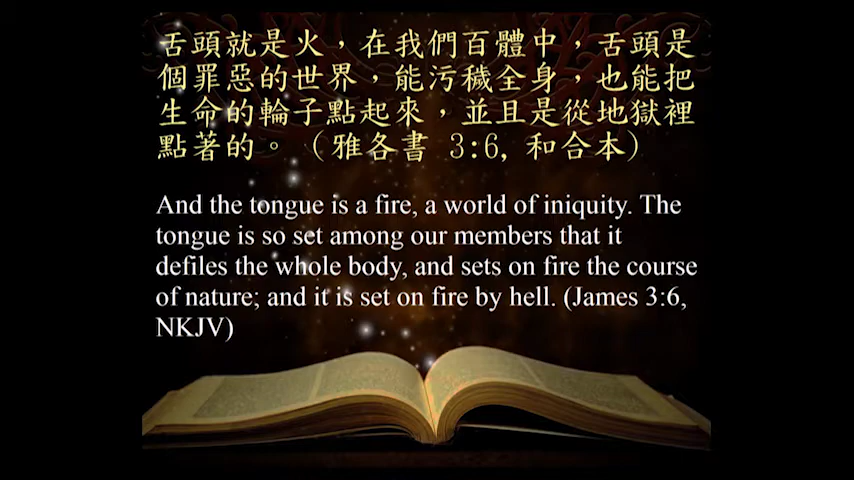 舌頭就是火，在我們百體中，舌頭是
個罪惡的世界，能污穢全身，也能把
生命的輪子點起來，並且是從地獄裡
點著的。（雅各書 3:6, 和合本）
And the tongue is a fire, a world of iniquity. The
tongue is so set among our members that it
defiles the whole body, and sets on fire the course
of nature; and it is set on fire by hell. (James 3:6,
NKJV)